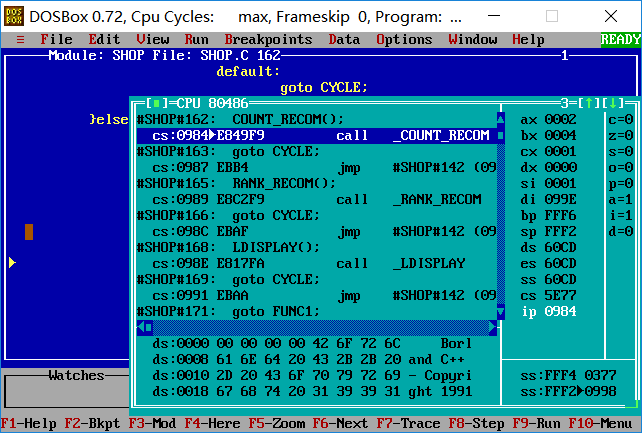 DOSBox 0.72, Cpu Cycles: max, Frameskip 0, Program: ...
≡ File Edit View Run Breakpoints Data Options Window Help READY
Module: SHOP File: SHOP.C 162 1
default:
goto CYCLE;
}else
[■]=CPU 80486 3=[↑][↓]
#SHOP#162: COUNT_RECOM(); ax 0002 c=0
cs:0984►E849F9 call _COUNT_RECOM bx 0004 z=0
#SHOP#163: goto CYCLE; cx 0001 s=0
cs:0987 EBB4 jmp #SHOP#142 (09 dx 0000 o=0
#SHOP#165: RANK_RECOM(); si 0001 p=0
cs:0989 E8C2F9 call _RANK_RECOM di 099E a=1
#SHOP#166: goto CYCLE; bp FFF6 i=1
cs:098C EBAF jmp #SHOP#142 (09 sp FFF2 d=0
#SHOP#168: LDISPLAY(); ds 60CD
cs:098E E817FA call _LDISPLAY es 60CD
#SHOP#169: goto CYCLE; ss 60CD
cs:0991 EBAA jmp #SHOP#142 (09 cs 5E77
#SHOP#171: goto FUNC1; ip 0984
ds:0000 00 00 00 00 42 6F 72 6C Borl
ds:0008 61 6E 64 20 43 2B 2B 20 and C++
Watches
ds:0010 2D 20 43 6F 70 79 72 69 - Copyri ss:FFF4 0377
ds:0018 67 68 74 20 31 39 39 31 ght 1991 ss:FFF2►0998
F1-Help F2-Bkpt F3-Mod F4-Here F5-Zoom F6-Next F7-Trace F8-Step F9-Run F10-Menu